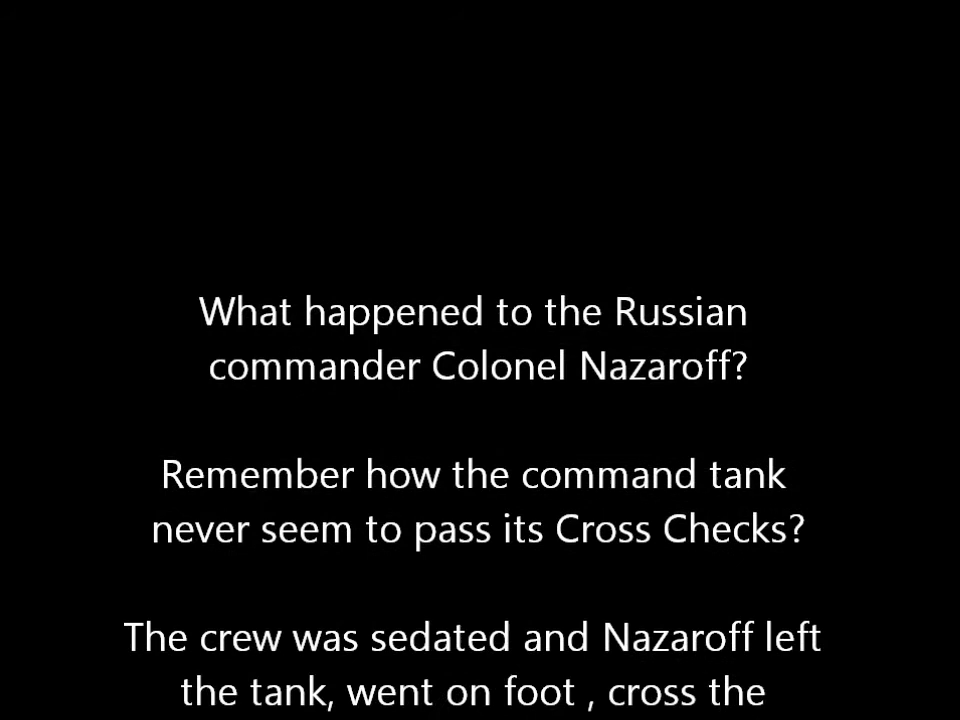 What happened to the Russian
commander Colonel Nazaroff?
Remember how the command tank
never seem to pass its Cross Checks?
The crew was sedated and Nazaroff left
the tank, went on foot , cross the